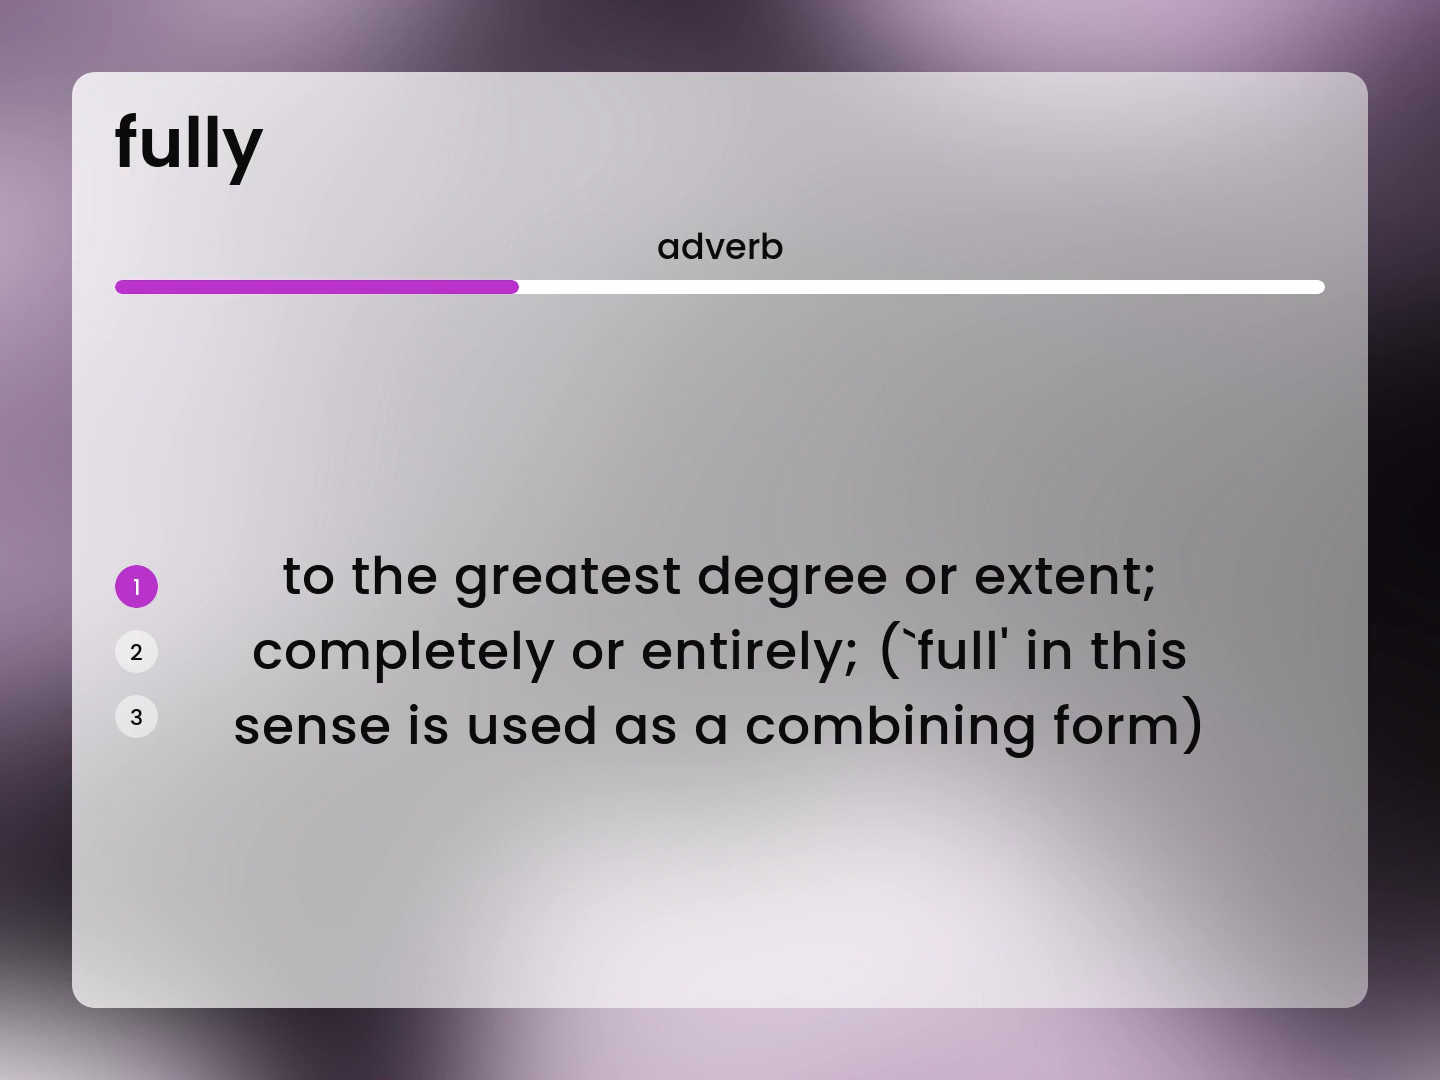 fully
adverb
1
2
3
to the greatest degree or extent;
completely or entirely; (`full' in this
sense is used as a combining form)